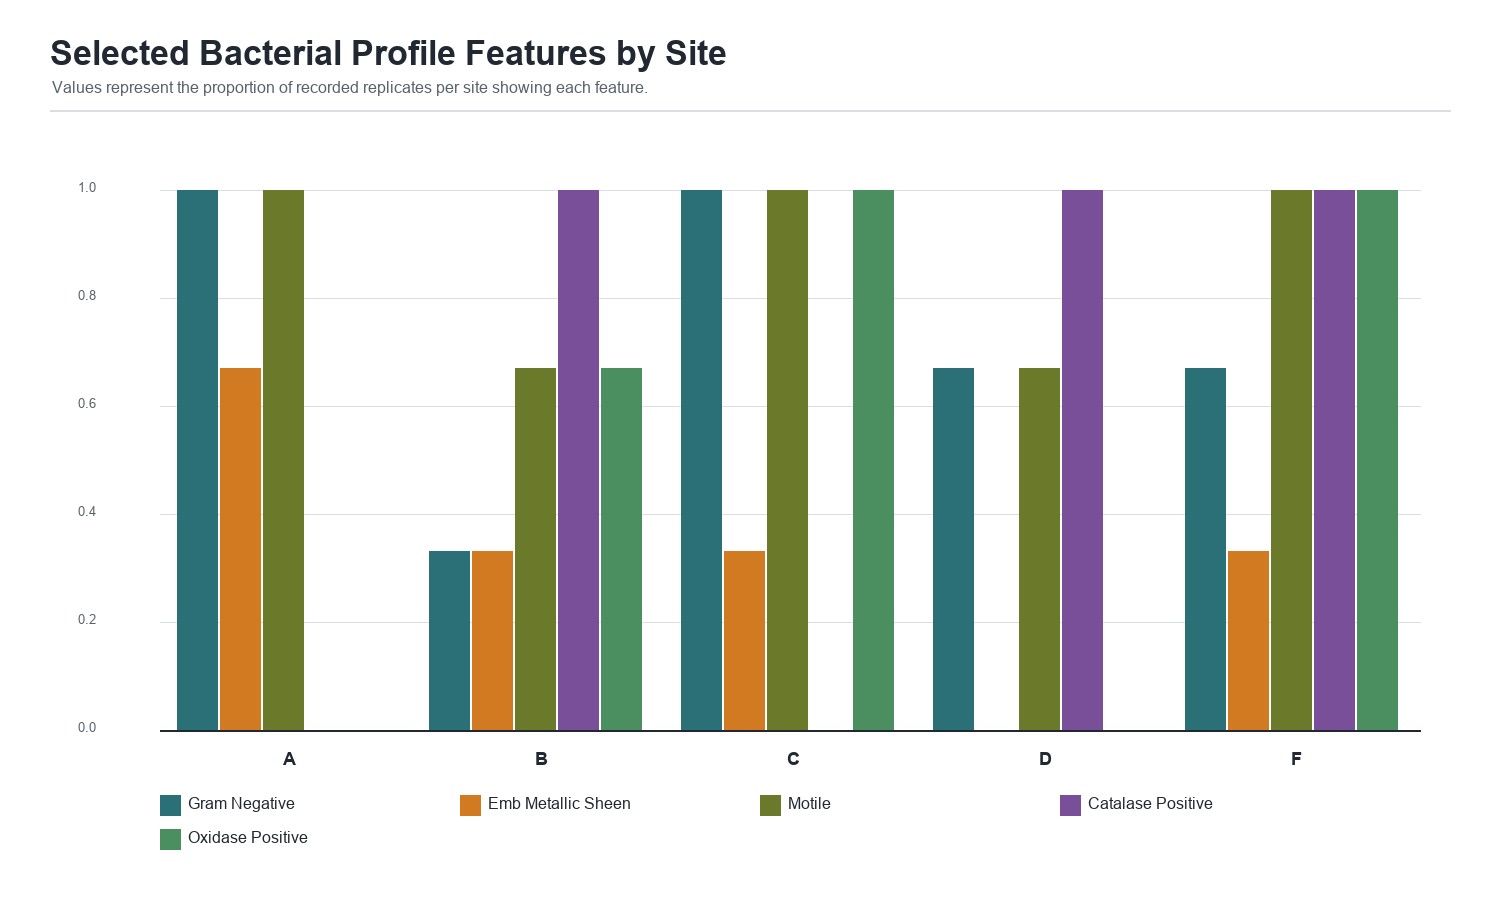 Selected Bacterial Profile Features by Site
Values represent the proportion of recorded replicates per site showing each feature.
1.0
0.8
0.6
0.4
0.2
0.0
A B C D F
Gram Negative Emb Metallic Sheen Motile Catalase Positive
Oxidase Positive